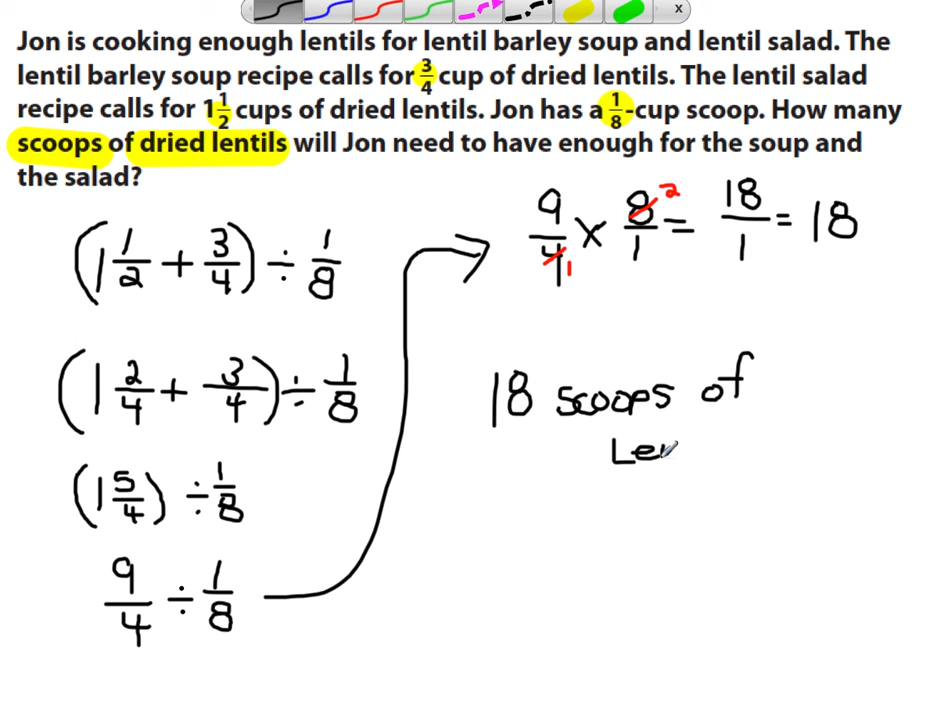 x
Jon is cooking enough lentils for lentil barley soup and lentil salad. The
lentil barley soup recipe calls for 3/4 cup of dried lentils. The lentil salad
recipe calls for 1 1/2 cups of dried lentils. Jon has a 1/8-cup scoop. How many
scoops of dried lentils will Jon need to have enough for the soup and
the salad?
(1 1/2 + 3/4) ÷ 1/8
(1 2/4 + 3/4) ÷ 1/8
(1 5/4) ÷ 1/8
9/4 ÷ 1/8
9/4 1 x 8/1 2 = 18/1 = 18
18 scoops of
Len